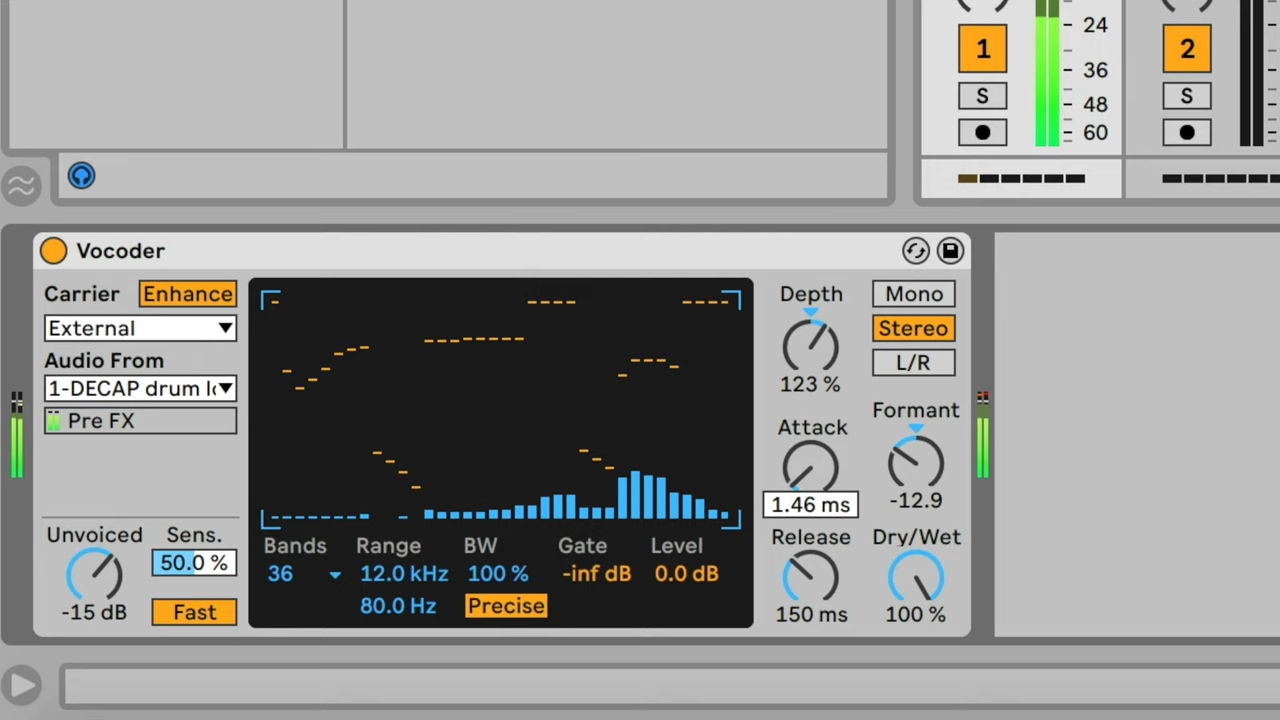 24
1
2
36
S
S
48
60
Vocoder
Carrier
Enhance
External
Audio From
1-DECAP drum l
Pre FX
Unvoiced
Sens.
50.0 %
-15 dB
Fast
Bands
Range
BW
Gate
Level
36
12.0 kHz
100 %
-inf dB
0.0 dB
80.0 Hz
Precise
Depth
123 %
Attack
1.46 ms
Release
150 ms
Mono
Stereo
L/R
Formant
-12.9
Dry/Wet
100 %